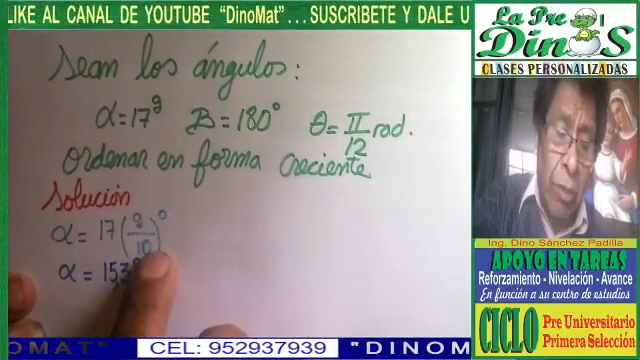 LIKE AL CANAL DE YOUTUBE "DinoMat"... SUSCRIBETE Y DALE U
La Pre
DinoS
CLASES PERSONALIZADAS
Sean los ángulos:
α=17^g B=180° θ=π/12 rad.
Ordenar en forma creciente
Solución
α = 17(9/10)°
α = 15,3
Ing. Dino Sánchez Padilla
APOYO EN TAREAS
Reforzamiento - Nivelación - Avance
En función a su centro de estudios
CICLO Pre Universitario
Primera Selección
OMAT" CEL: 952937939 "DINOM